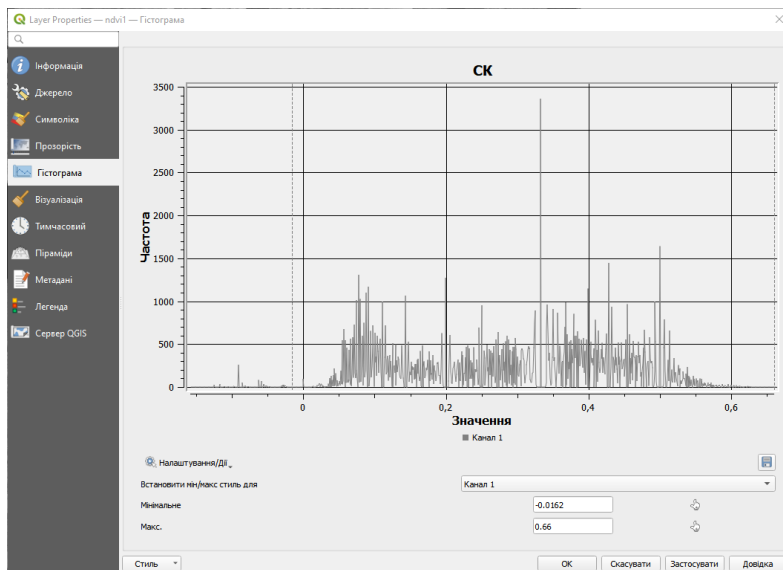 Layer Properties — ndvi1 — Гістограма
Інформація
Джерело
Символіка
Прозорість
Гістограма
Візуалізація
Тимчасовий
Піраміди
Метадані
Легенда
Сервер QGIS
СК
Частота
3500
3000
2500
2000
1500
1000
500
0
0 0,2 0,4 0,6
Значення
Канал 1
Налаштування/Дії
Встановити мін/макс стиль для Канал 1
Мінімальне -0.0162
Макс. 0.66
Стиль OK Скасувати Застосувати Довідка